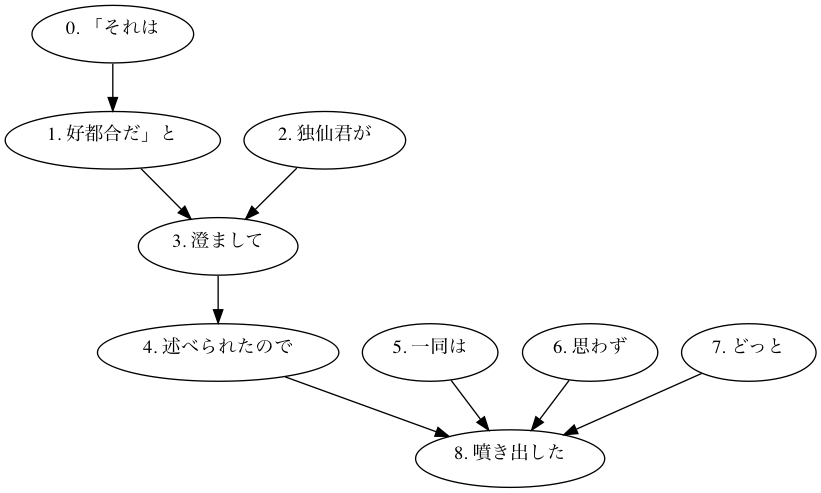 0. 「それは
1. 好都合だ」と
2. 独仙君が
3. 澄まして
4. 述べられたので
5. 一同は
6. 思わず
7. どっと
8. 噴き出した